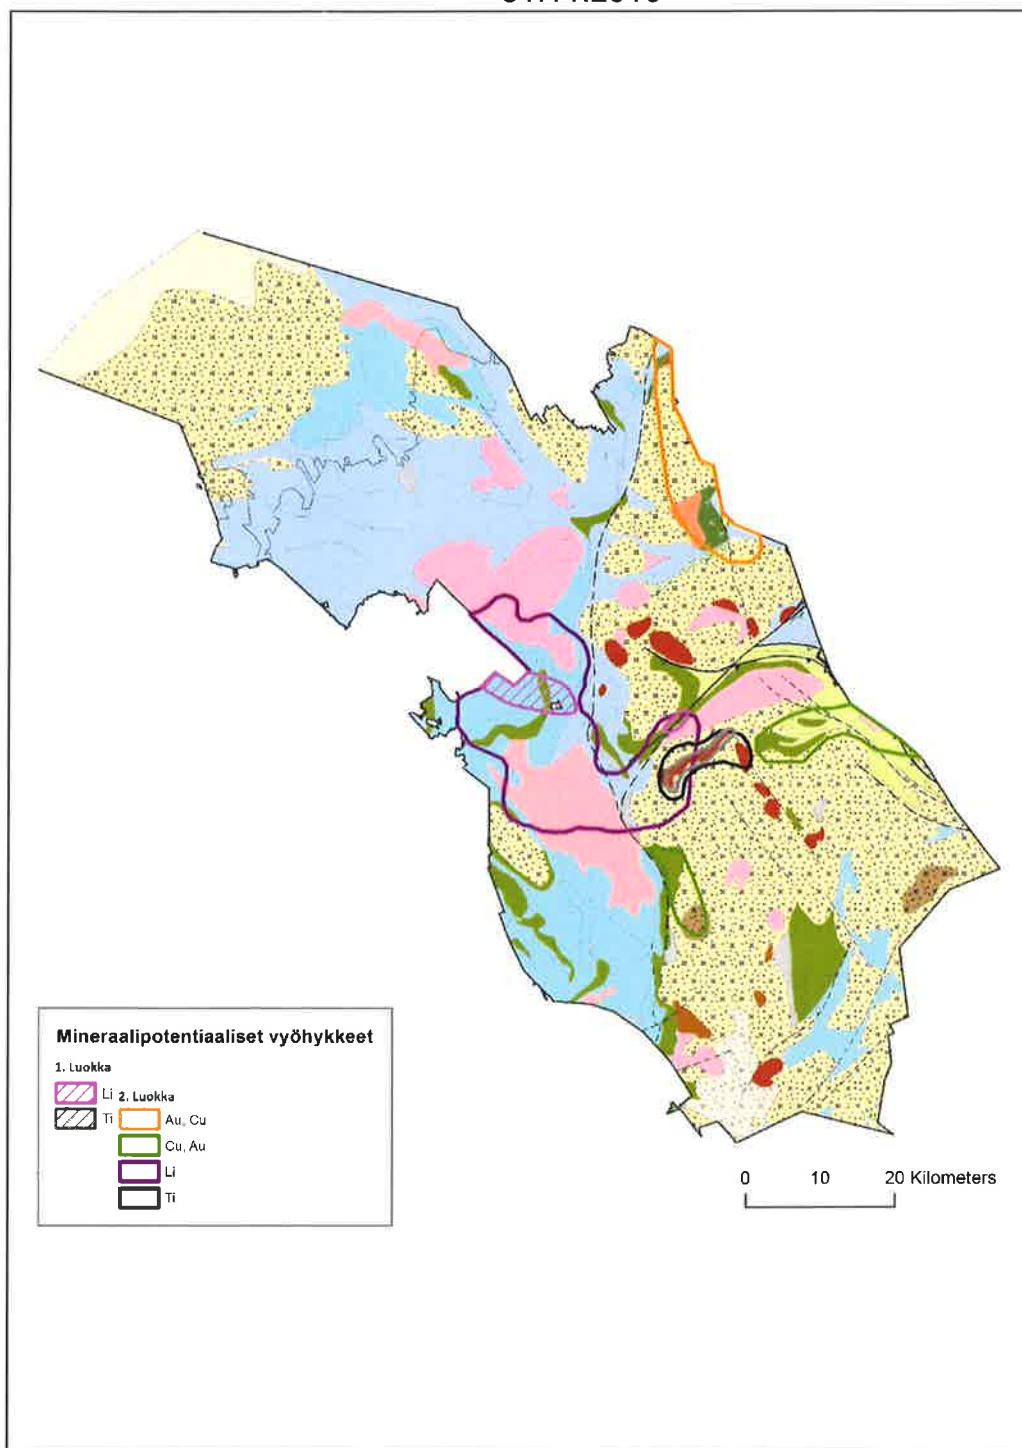 Mineraalipotentiaaliset vyöhykkeet
1. Luokka
Li 2. Luokka
Ti Au, Cu
Cu, Au
Li
Ti
0 10 20 Kilometers